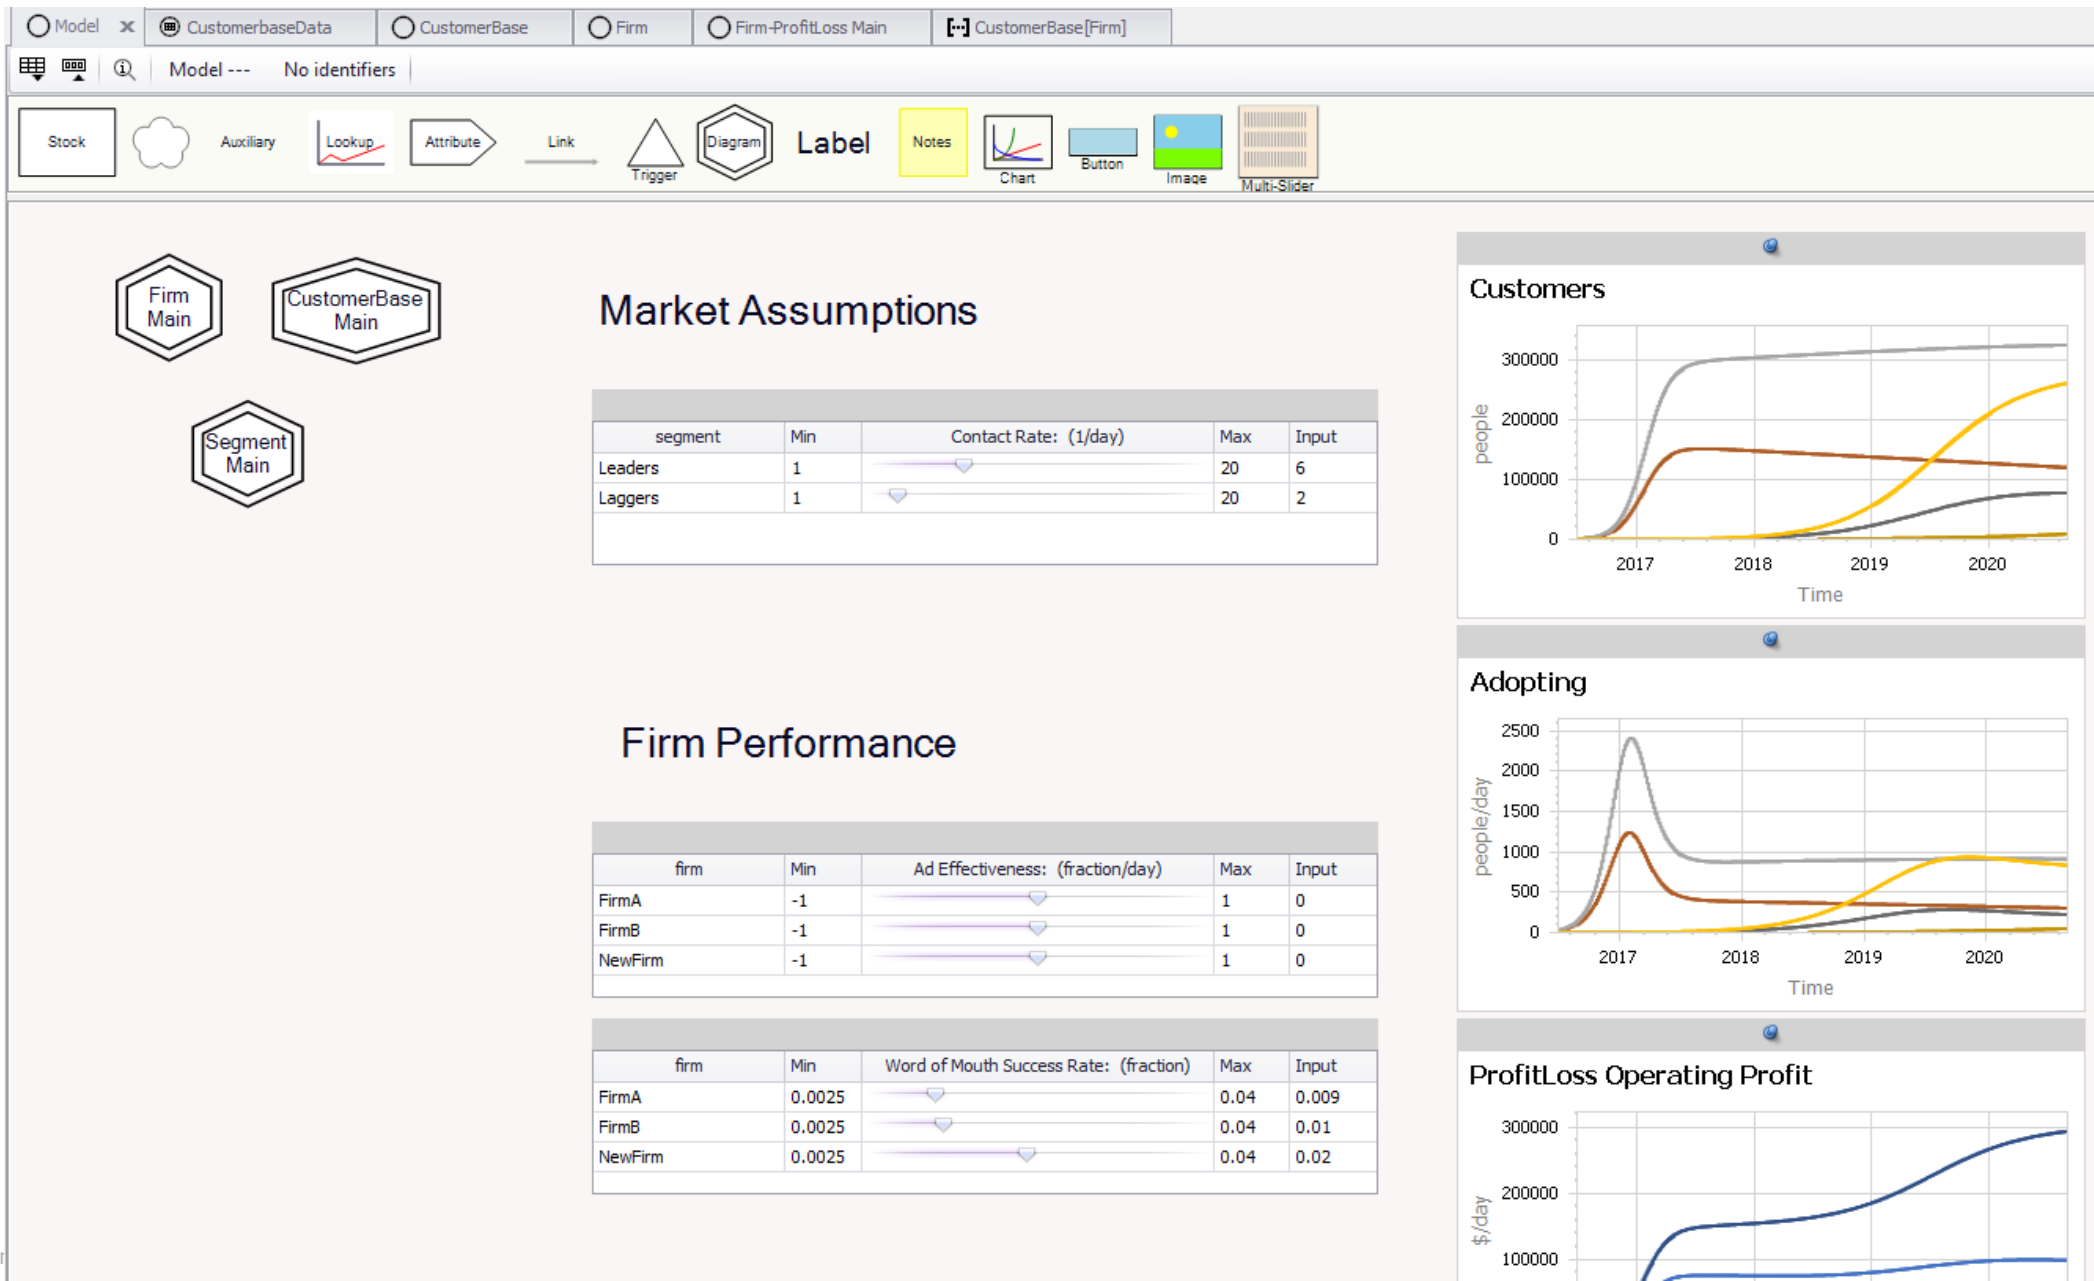 Model CustomerbaseData CustomerBase Firm Firm-ProfitLoss Main CustomerBase[Firm]
Model --- No identifiers
Stock Auxiliary Lookup Attribute Link Trigger Diagram Label Notes Chart Button Image Multi-Slider
Firm
Main
CustomerBase
Main
Segment
Main
Market Assumptions
segment Min Contact Rate: (1/day) Max Input
Leaders 1 20 6
Laggers 1 20 2
Firm Performance
firm Min Ad Effectiveness: (fraction/day) Max Input
FirmA -1 1 0
FirmB -1 1 0
NewFirm -1 1 0
firm Min Word of Mouth Success Rate: (fraction) Max Input
FirmA 0.0025 0.04 0.009
FirmB 0.0025 0.04 0.01
NewFirm 0.0025 0.04 0.02
Customers
people
300000
200000
100000
0
2017 2018 2019 2020
Time
Adopting
people/day
2500
2000
1500
1000
500
0
2017 2018 2019 2020
Time
ProfitLoss Operating Profit
$/day
300000
200000
100000